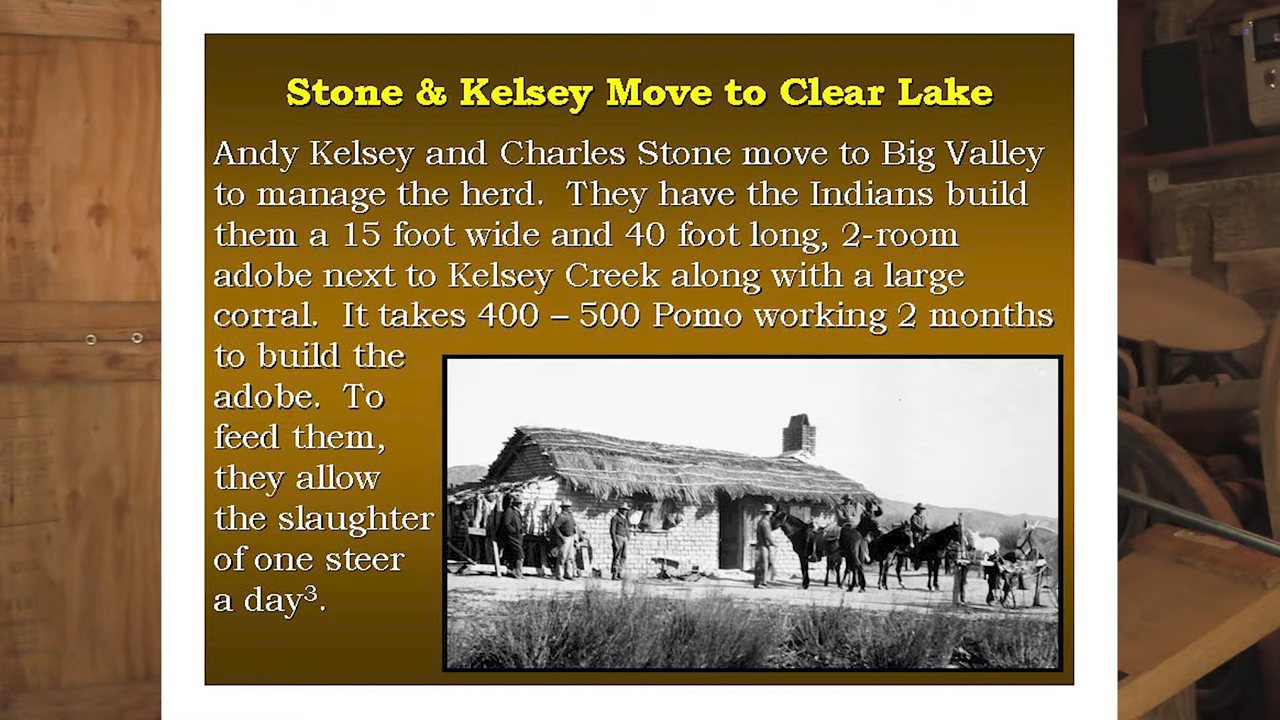 Stone & Kelsey Move to Clear Lake
Andy Kelsey and Charles Stone move to Big Valley
to manage the herd.  They have the Indians build
them a 15 foot wide and 40 foot long, 2-room
adobe next to Kelsey Creek along with a large
corral.  It takes 400 – 500 Pomo working 2 months
to build the
adobe.  To
feed them,
they allow
the slaughter
of one steer
a day³.